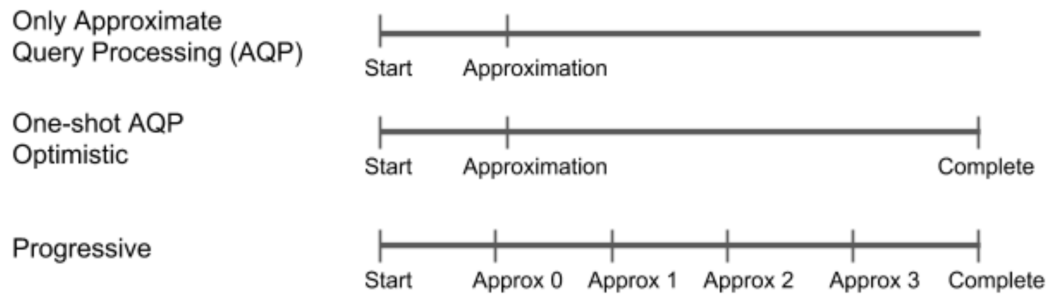 Only Approximate
Query Processing (AQP)
Start Approximation
One-shot AQP
Optimistic
Start Approximation Complete
Progressive
Start Approx 0 Approx 1 Approx 2 Approx 3 Complete